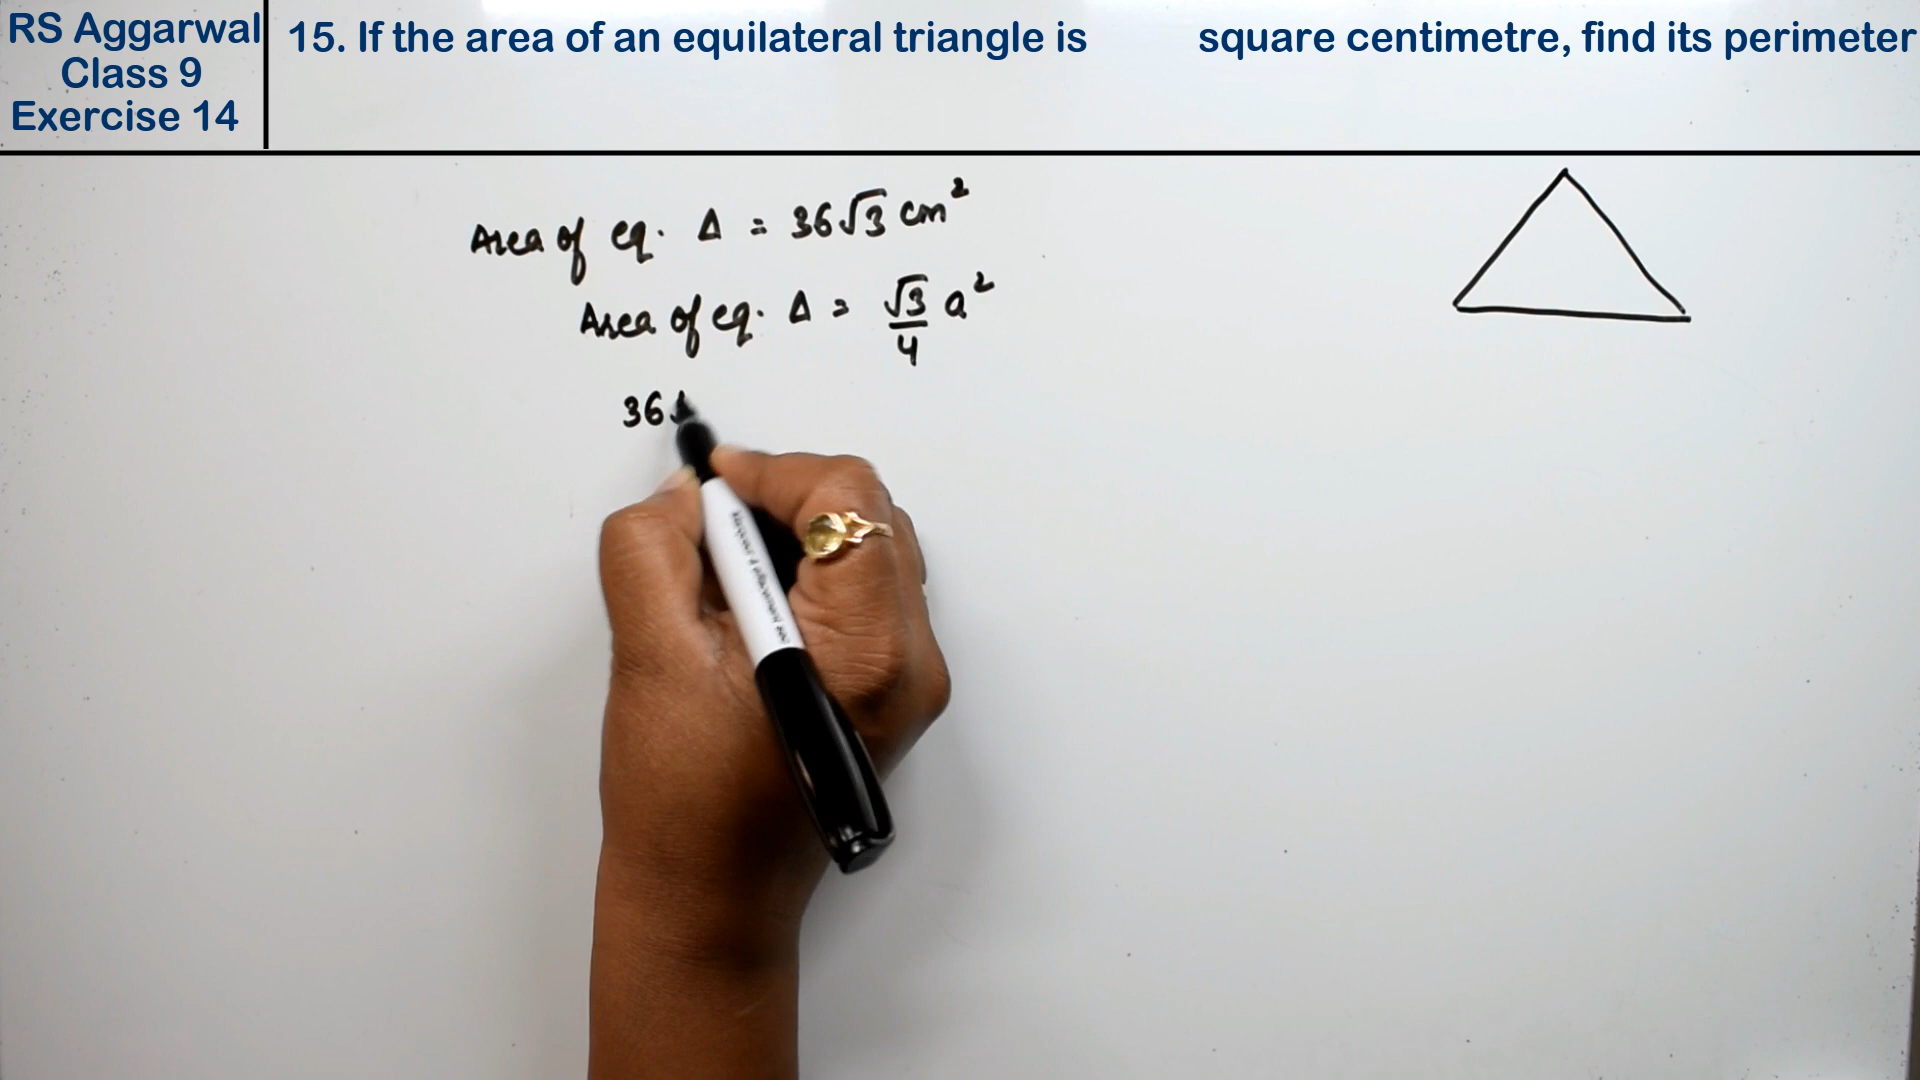 RS Aggarwal
Class 9
Exercise 14
15. If the area of an equilateral triangle is square centimetre, find its perimeter
Area of eq. Δ = 36√3 cm²
Area of eq. Δ = √3/4 a²
36